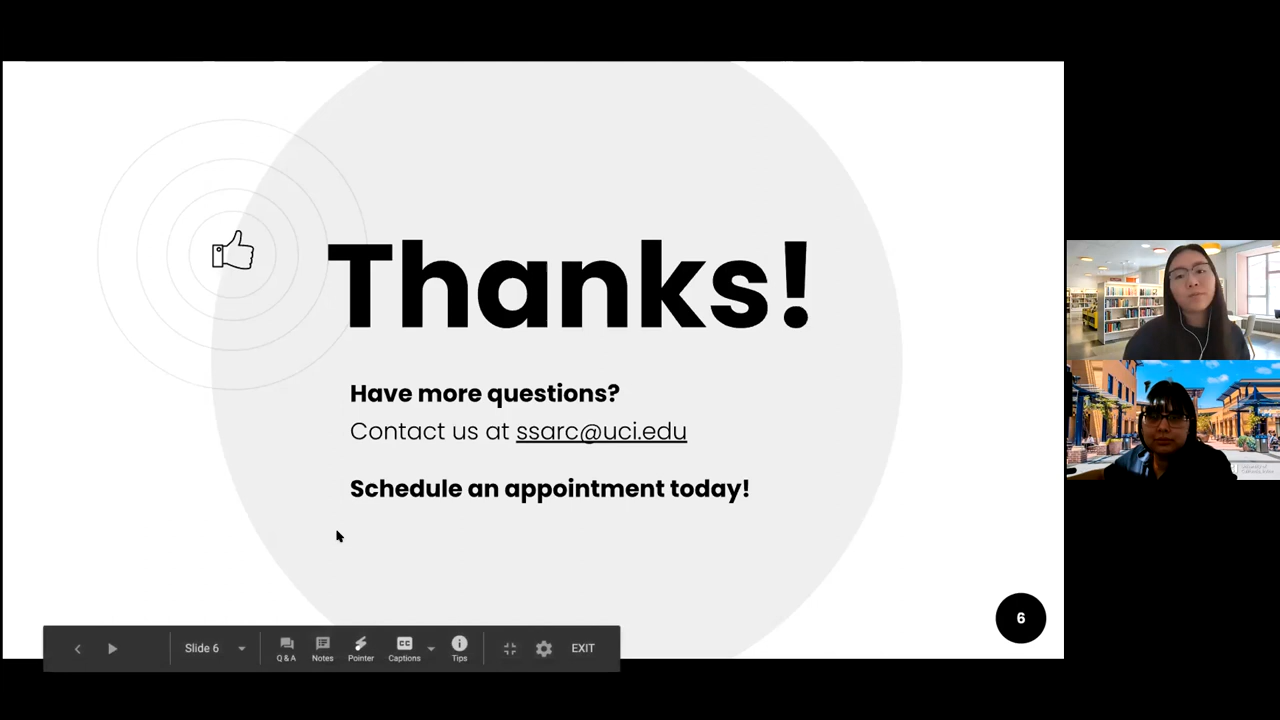 Thanks!
Have more questions?
Contact us at ssarc@uci.edu
Schedule an appointment today!
6
Slide 6
Q & A
Notes
Pointer
CC
Captions
Tips
EXIT